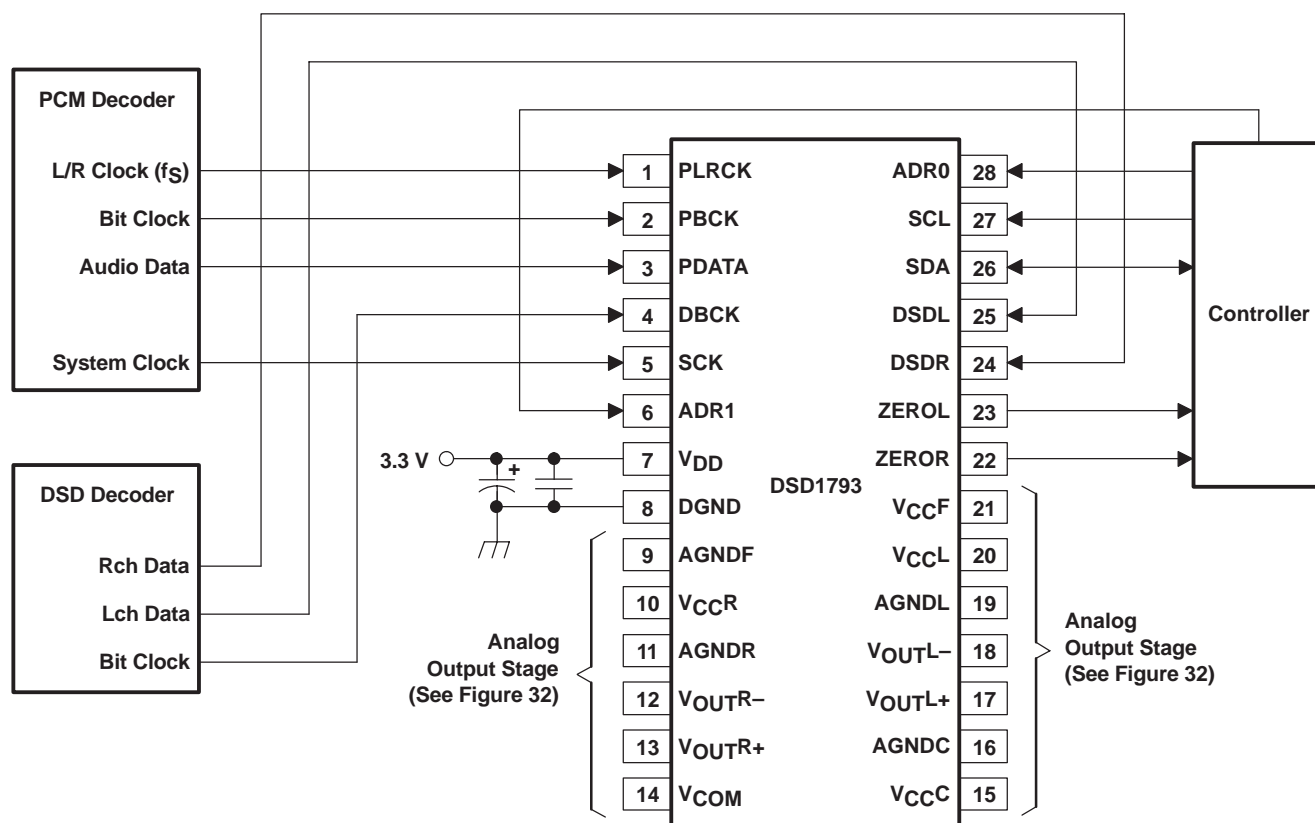 PCM Decoder
L/R Clock (fS)
Bit Clock
Audio Data
System Clock
DSD Decoder
Rch Data
Lch Data
Bit Clock
3.3 V
+
Analog
Output Stage
(See Figure 32)
1 PLRCK
2 PBCK
3 PDATA
4 DBCK
5 SCK
6 ADR1
7 VDD
8 DGND
9 AGNDF
10 VCCR
11 AGNDR
12 VOUTR–
13 VOUTR+
14 VCOM
DSD1793
ADR0 28
SCL 27
SDA 26
DSDL 25
DSDR 24
ZEROL 23
ZEROR 22
VCCF 21
VCCL 20
AGNDL 19
VOUTL– 18
VOUTL+ 17
AGNDC 16
VCCC 15
Analog
Output Stage
(See Figure 32)
Controller